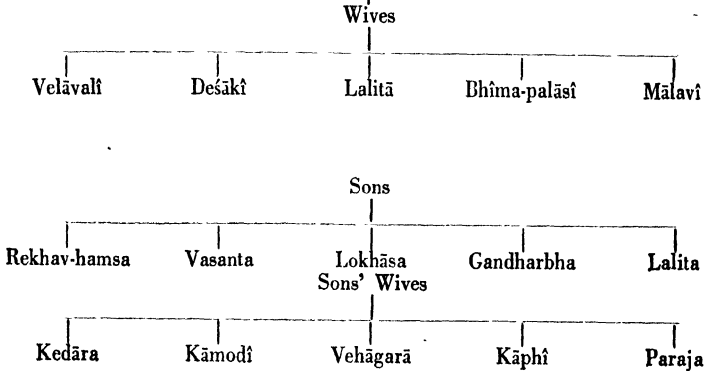 Wives
Velāvalî Deśākî Lalitā Bhîma-palāsî Mālavî
Sons
Rekhav-hamsa Vasanta Lokhāsa Gandharbha Lalita
Sons' Wives
Kedāra Kāmodî Vehāgarā Kāphî Paraja